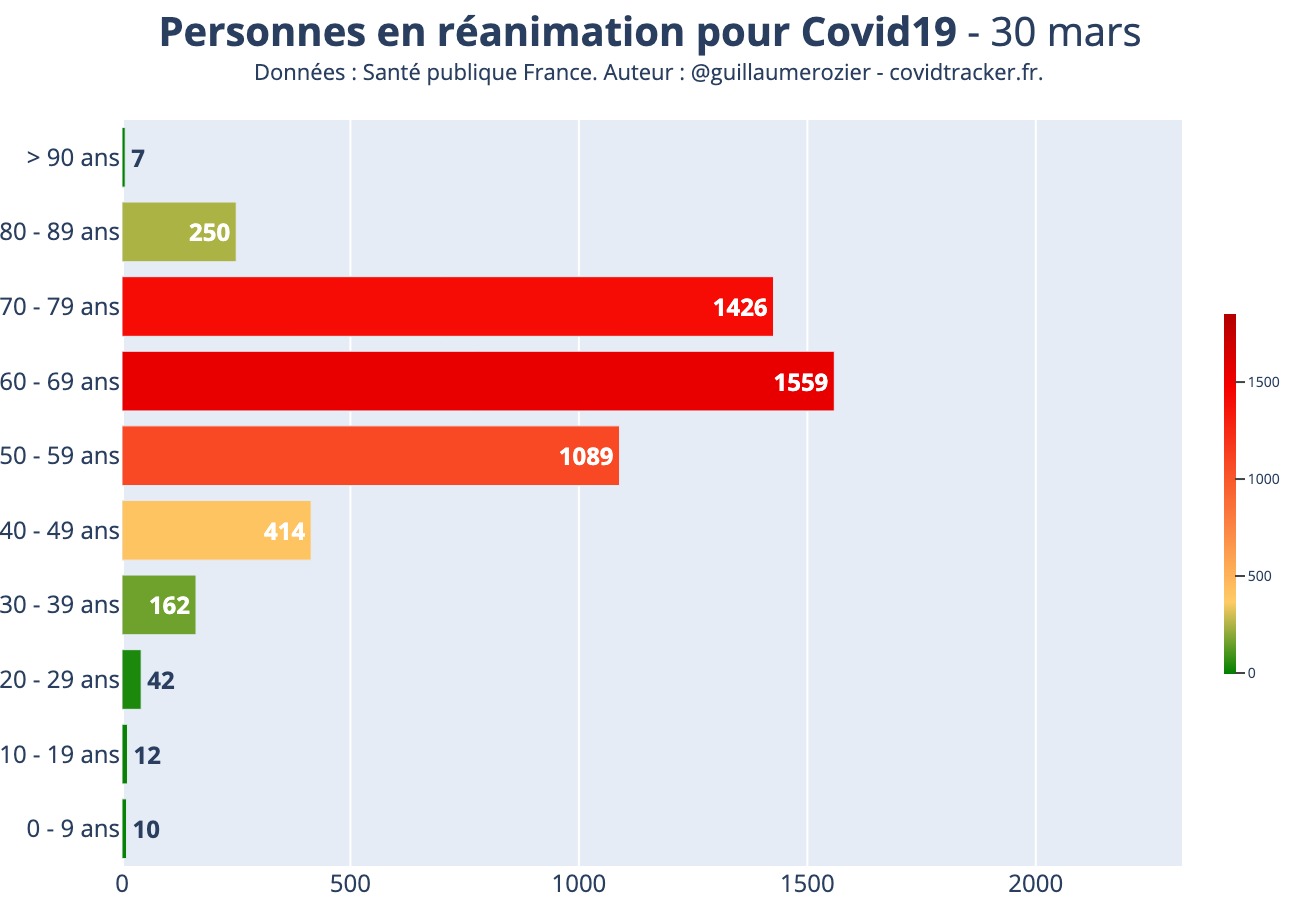 Personnes en réanimation pour Covid19 - 30 mars
Données : Santé publique France. Auteur : @guillaumerozier - covidtracker.fr.
> 90 ans 7
80 - 89 ans 250
70 - 79 ans 1426
60 - 69 ans 1559
50 - 59 ans 1089
40 - 49 ans 414
30 - 39 ans 162
20 - 29 ans 42
10 - 19 ans 12
0 - 9 ans 10
0 500 1000 1500 2000
1500
1000
500
0